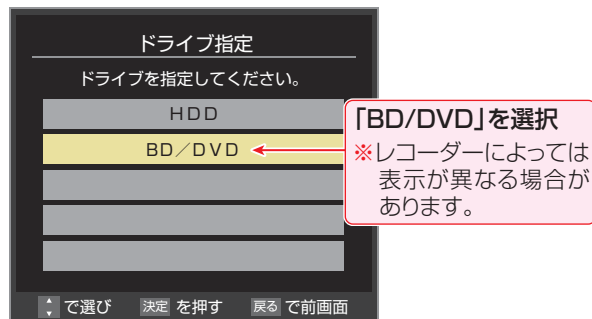 ドライブ指定
ドライブを指定してください。
HDD
BD／DVD
「BD/DVD」を選択
※レコーダーによっては
表示が異なる場合が
あります。
で選び 決定 を押す 戻る で前画面